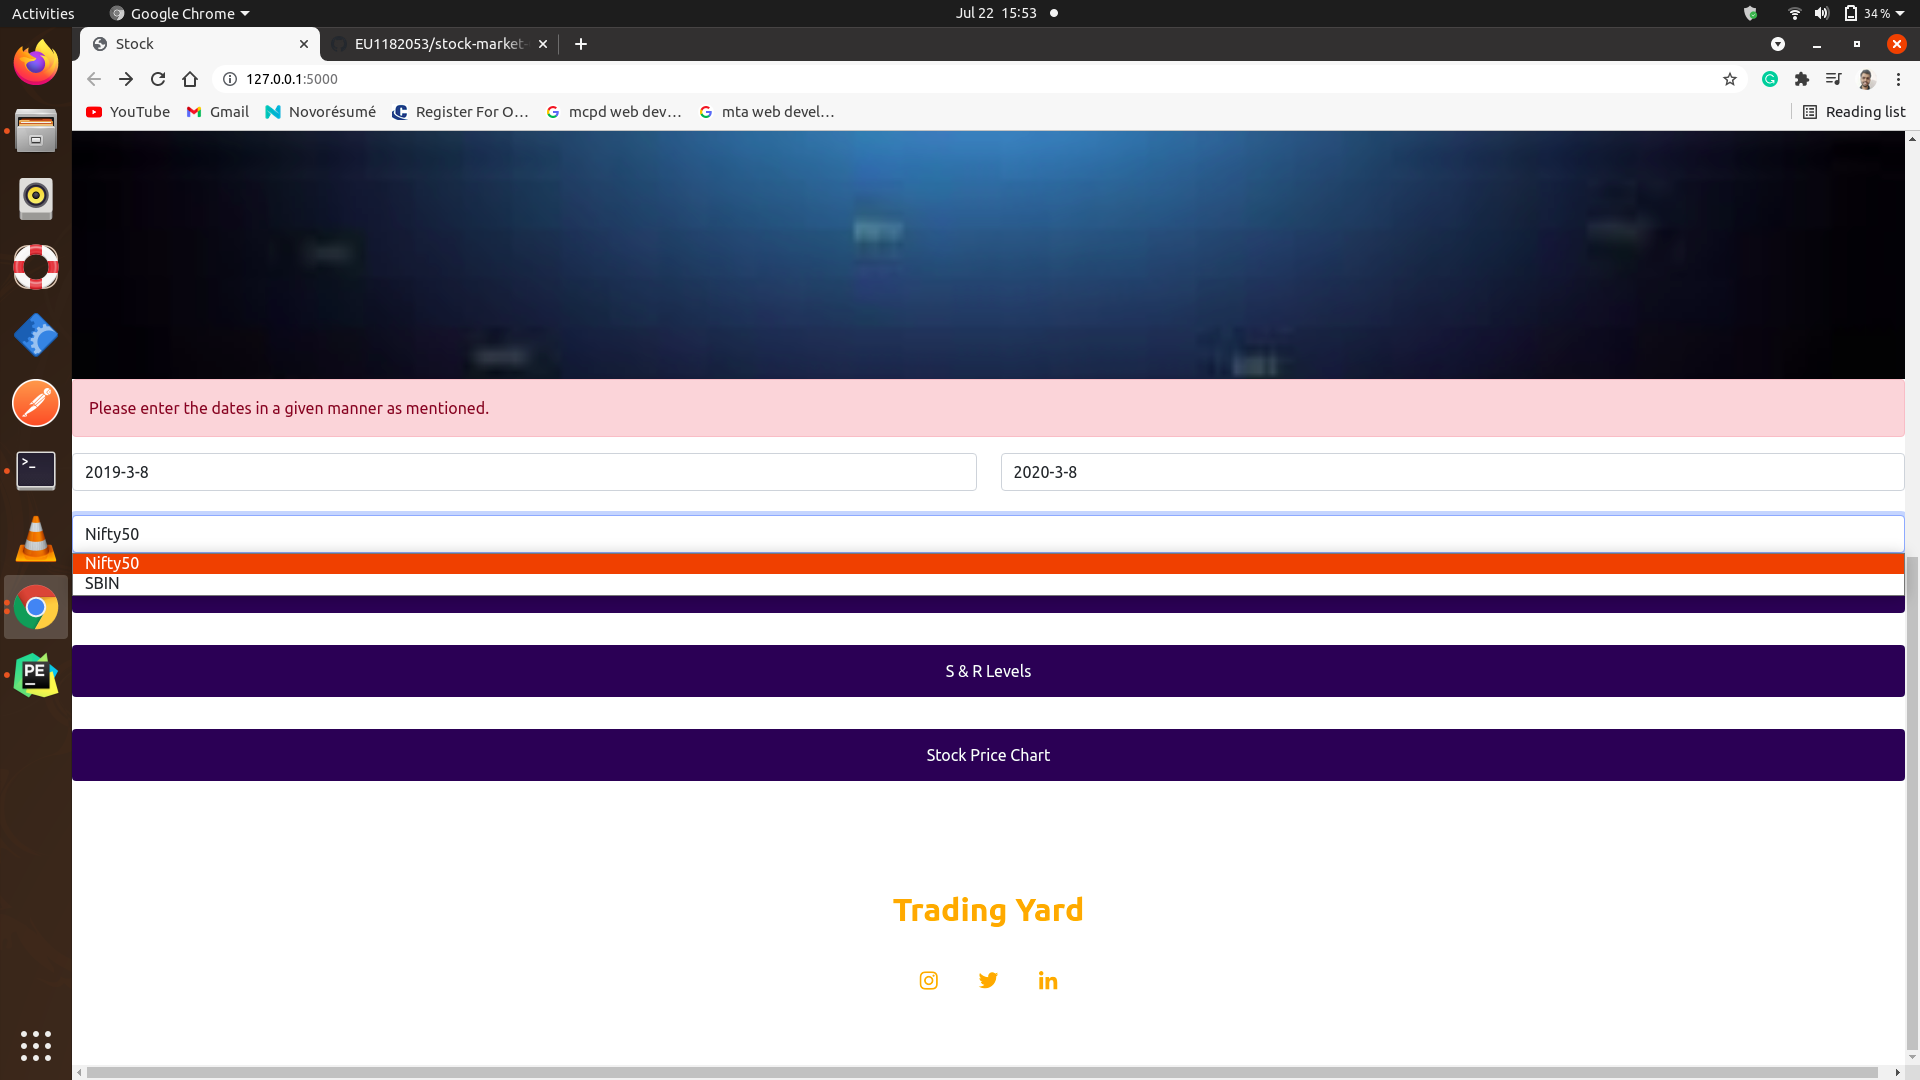 Activities
Google Chrome
Jul 22 15:53
34 %
Stock
EU1182053/stock-market-
127.0.0.1:5000
YouTube
Gmail
Novorésumé
Register For O…
mcpd web dev…
mta web devel…
Reading list
Please enter the dates in a given manner as mentioned.
2019-3-8
2020-3-8
Nifty50
Nifty50
SBIN
S & R Levels
Stock Price Chart
Trading Yard
PE